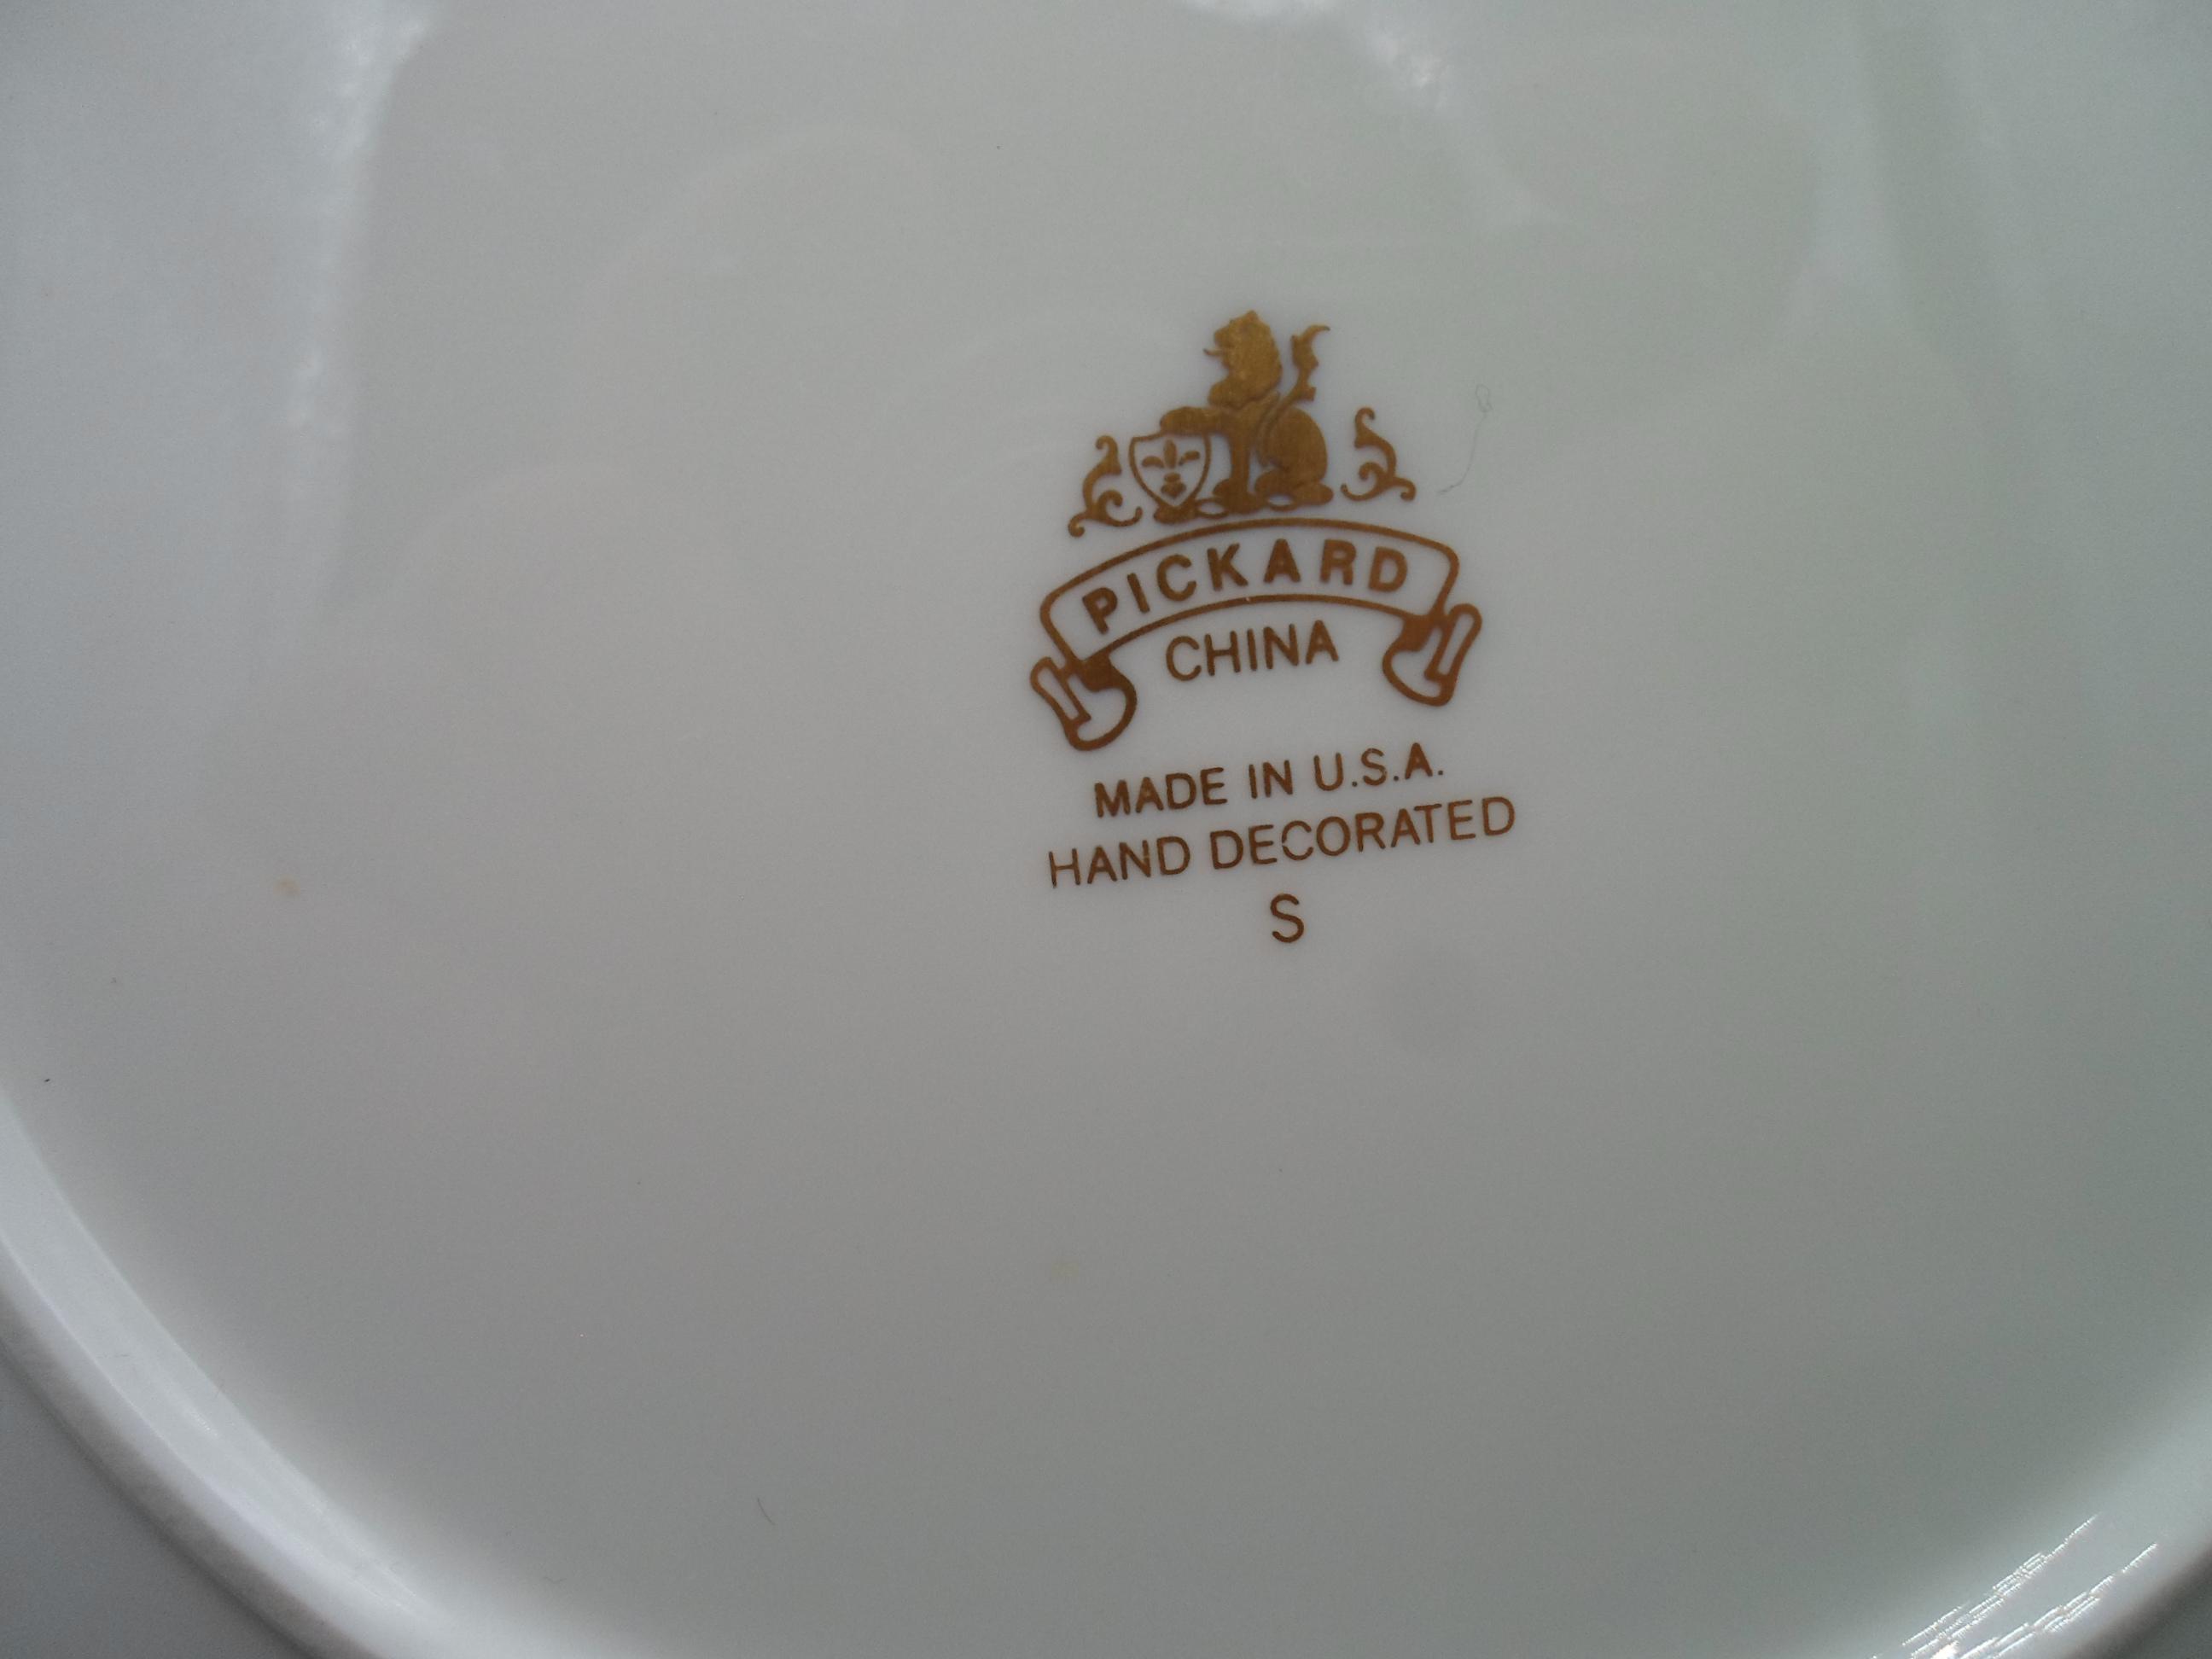 PICKARD
CHINA
MADE IN U.S.A.
HAND DECORATED
S